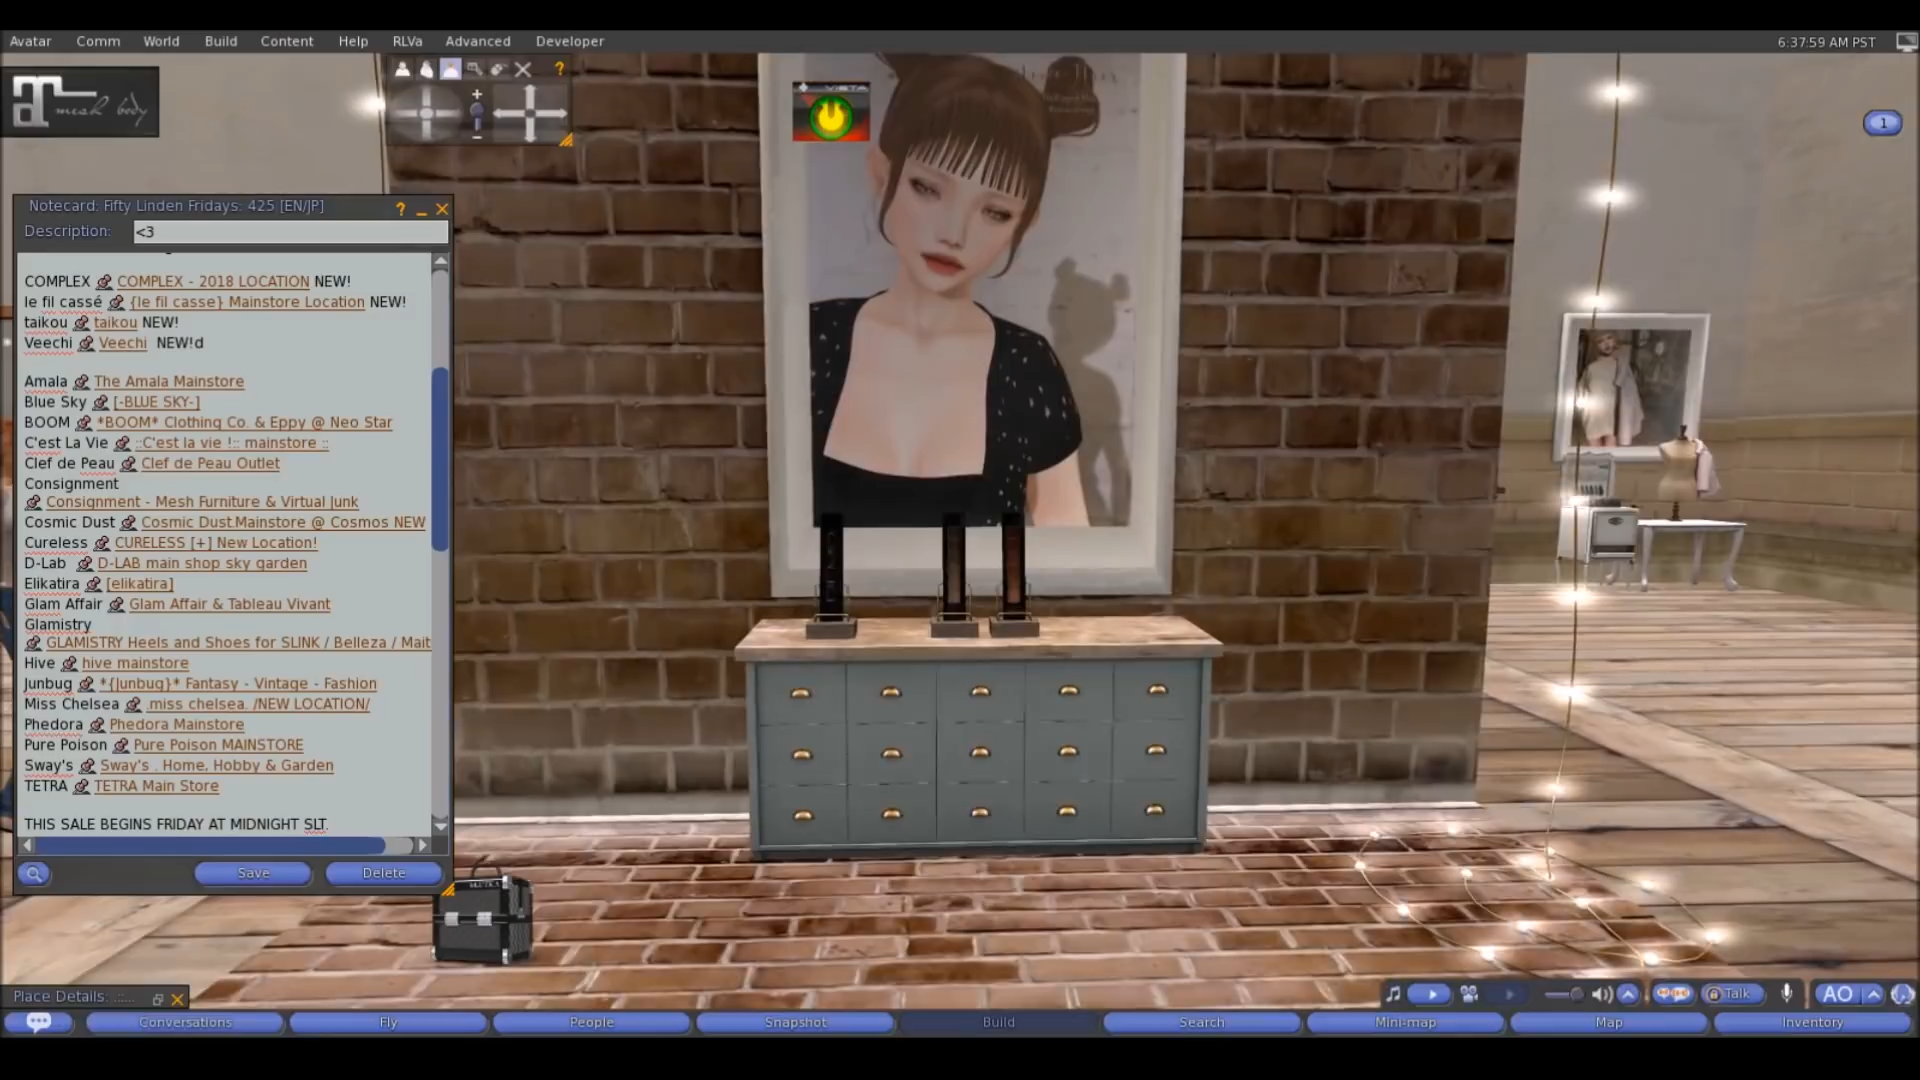 Avatar Comm World Build Content Help RLVa Advanced Developer
6:37:59 AM PST
mesh body
VISTA
1
Notecard: Fifty Linden Fridays: 425 [EN/JP]
Description: <3
COMPLEX COMPLEX - 2018 LOCATION NEW!
le fil cassé {le fil casse} Mainstore Location NEW!
taikou taikou NEW!
Veechi Veechi NEW!d
Amala The Amala Mainstore
Blue Sky [-BLUE SKY-]
BOOM *BOOM* Clothing Co. & Eppy @ Neo Star
C'est La Vie ::C'est la vie !:: mainstore ::
Clef de Peau Clef de Peau Outlet
Consignment
Consignment - Mesh Furniture & Virtual Junk
Cosmic Dust Cosmic Dust.Mainstore @ Cosmos NEW
Cureless CURELESS [+] New Location!
D-Lab D-LAB main shop sky garden
Elikatira [elikatira]
Glam Affair Glam Affair & Tableau Vivant
Glamistry
GLAMISTRY Heels and Shoes for SLINK / Belleza / Mait
Hive hive mainstore
Junbug *{Junbug}* Fantasy - Vintage - Fashion
Miss Chelsea .miss chelsea. /NEW LOCATION/
Phedora Phedora Mainstore
Pure Poison Pure Poison MAINSTORE
Sway's Sway's . Home, Hobby & Garden
TETRA TETRA Main Store
THIS SALE BEGINS FRIDAY AT MIDNIGHT SLT.
Save Delete
Place Details: .::...
Talk AO
Conversations Fly People Snapshot Build Search Mini-map Map Inventory